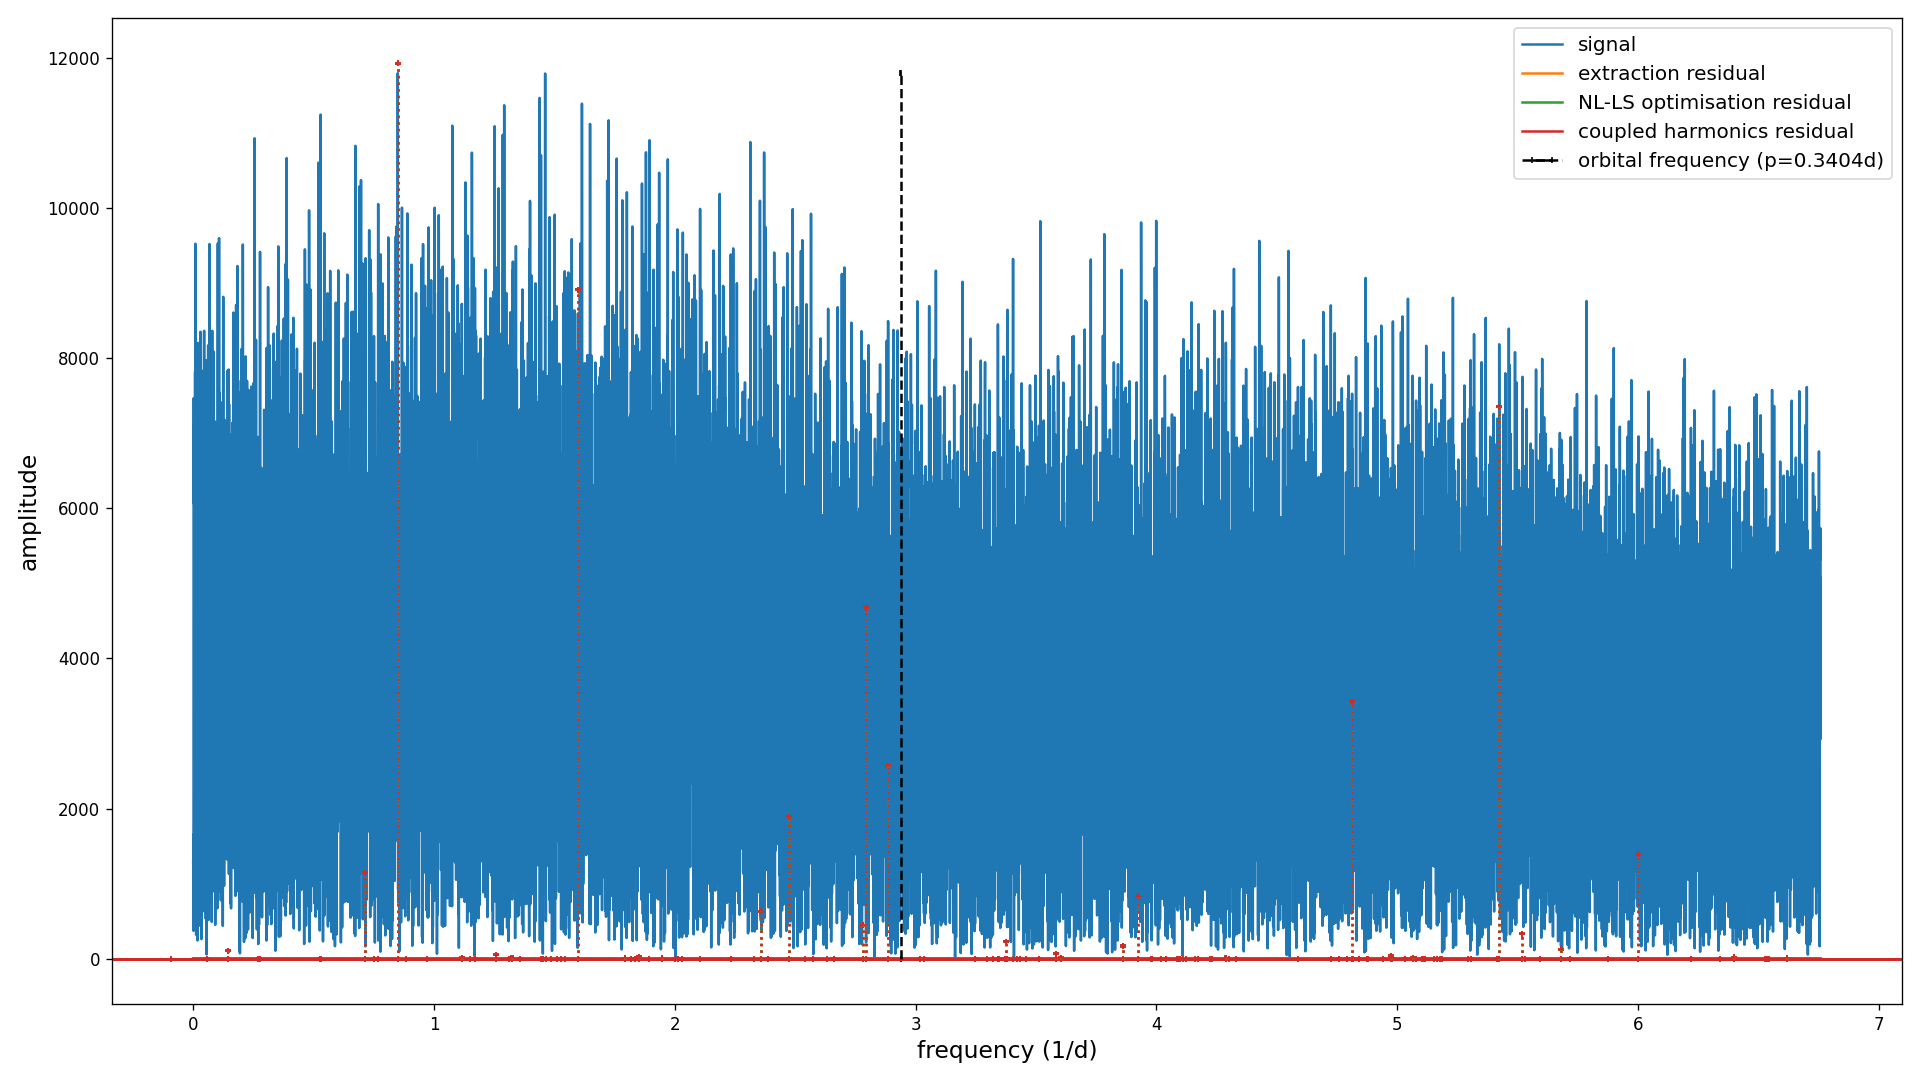 12000
10000
8000
6000
4000
2000
0
amplitude
0 1 2 3 4 5 6 7
frequency (1/d)
signal
extraction residual
NL-LS optimisation residual
coupled harmonics residual
orbital frequency (p=0.3404d)